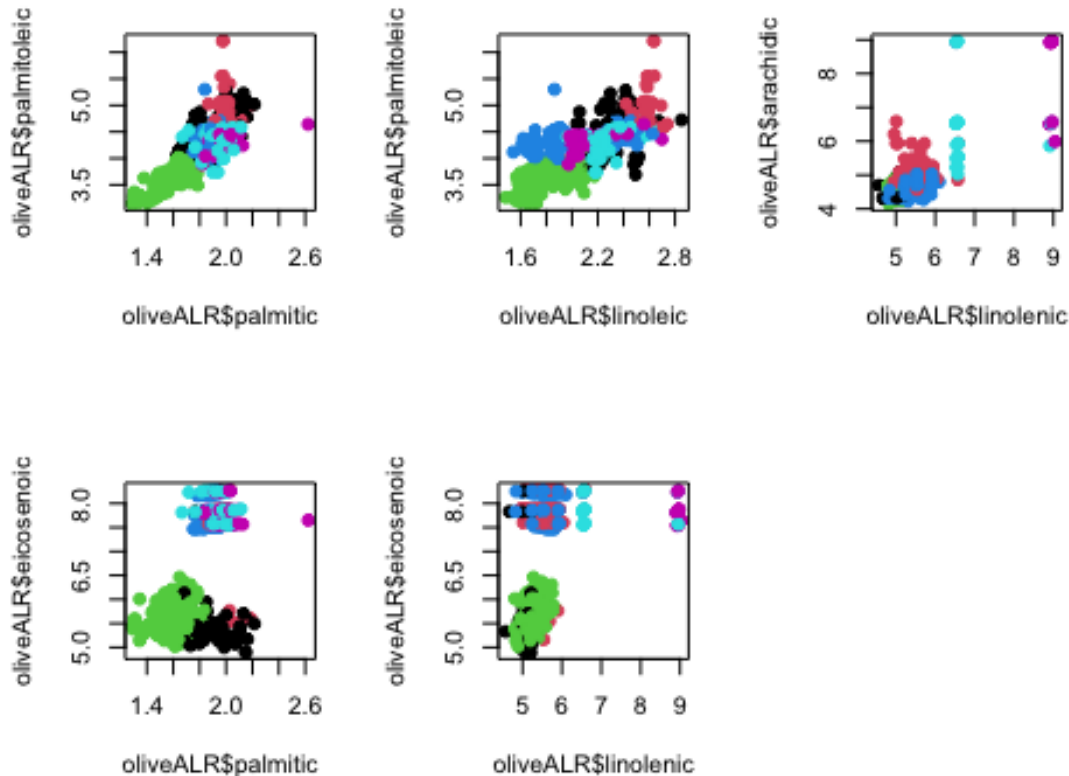 oliveALR$palmitoleic
5.0
3.5
1.4 2.0 2.6
oliveALR$palmitic
oliveALR$palmitoleic
5.0
3.5
1.6 2.2 2.8
oliveALR$linoleic
oliveALR$arachidic
8
6
4
5 6 7 8 9
oliveALR$linolenic
oliveALR$eicosenoic
8.0
6.5
5.0
1.4 2.0 2.6
oliveALR$palmitic
oliveALR$eicosenoic
8.0
6.5
5.0
5 6 7 8 9
oliveALR$linolenic